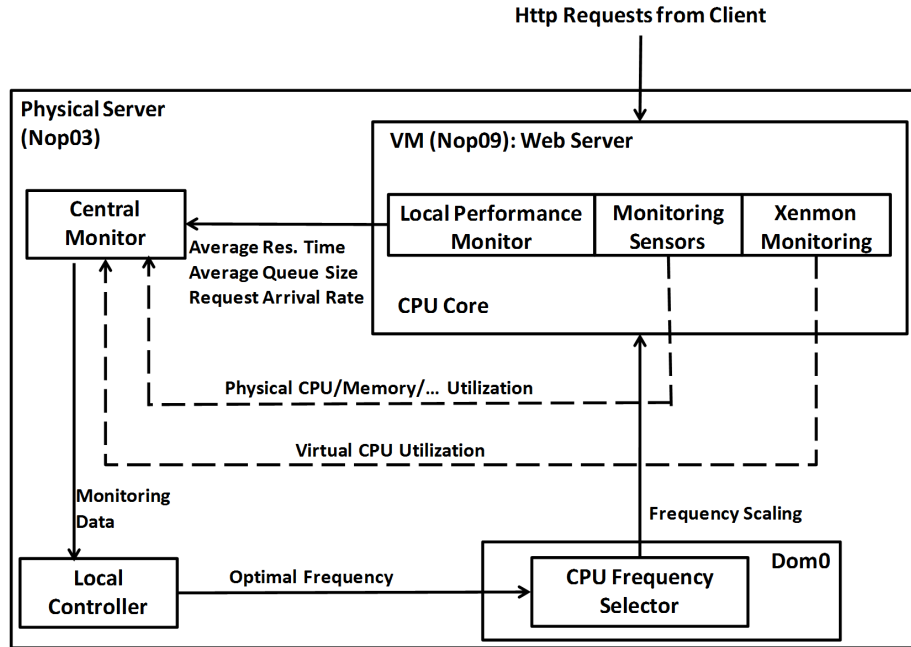 Http Requests from Client
Physical Server
(Nop03)
VM (Nop09): Web Server
Central
Monitor
Local Performance
Monitor
Monitoring
Sensors
Xenmon
Monitoring
Average Res. Time
Average Queue Size
Request Arrival Rate
CPU Core
Physical CPU/Memory/... Utilization
Virtual CPU Utilization
Monitoring
Data
Frequency Scaling
Local
Controller
Optimal Frequency
CPU Frequency
Selector
Dom0